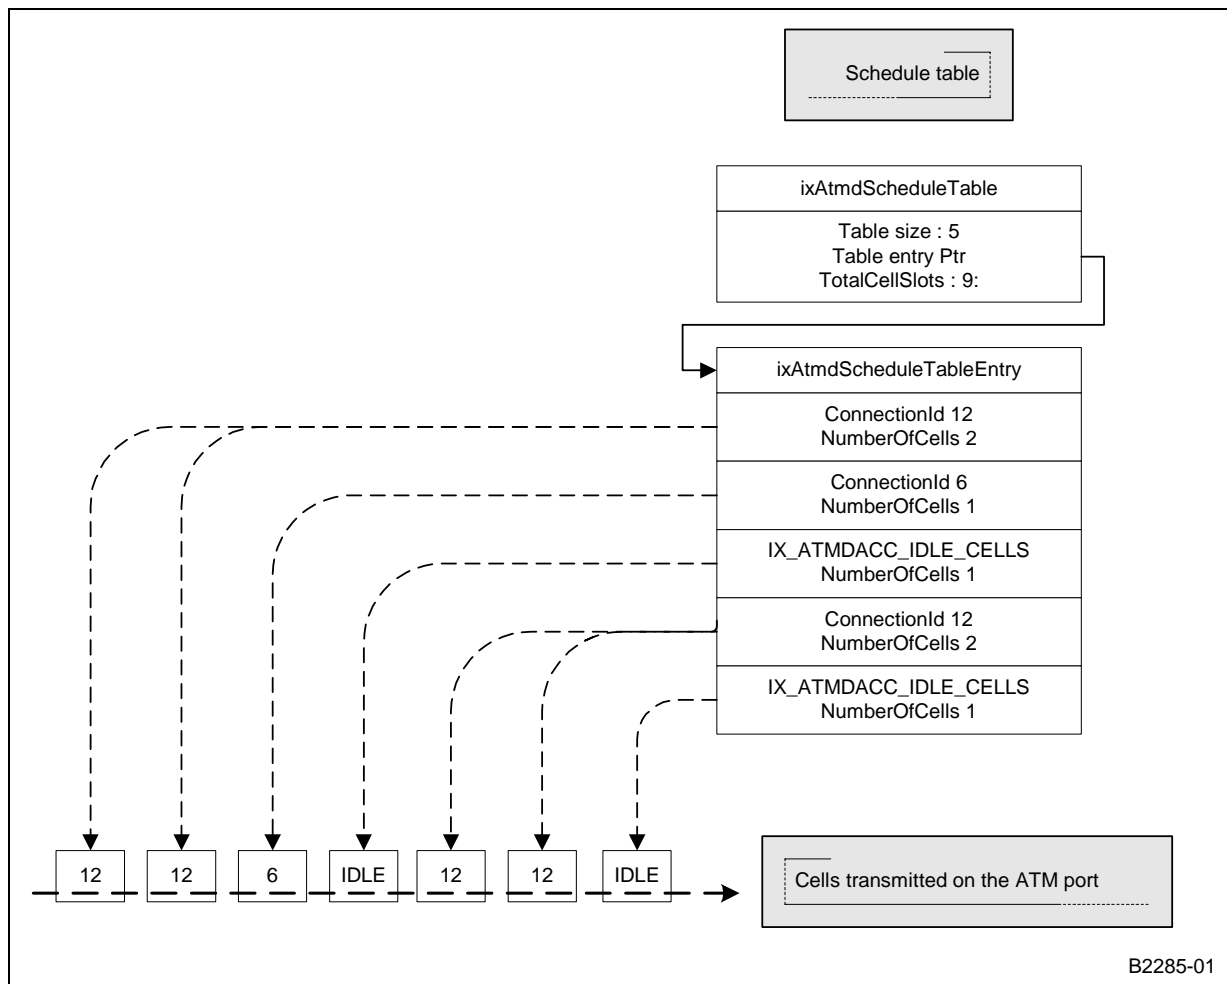 Schedule table
ixAtmdScheduleTable
Table size : 5
Table entry Ptr
TotalCellSlots : 9:
ixAtmdScheduleTableEntry
ConnectionId 12
NumberOfCells 2
ConnectionId 6
NumberOfCells 1
IX_ATMDACC_IDLE_CELLS
NumberOfCells 1
ConnectionId 12
NumberOfCells 2
IX_ATMDACC_IDLE_CELLS
NumberOfCells 1
12 12 6 IDLE 12 12 IDLE
Cells transmitted on the ATM port
B2285-01